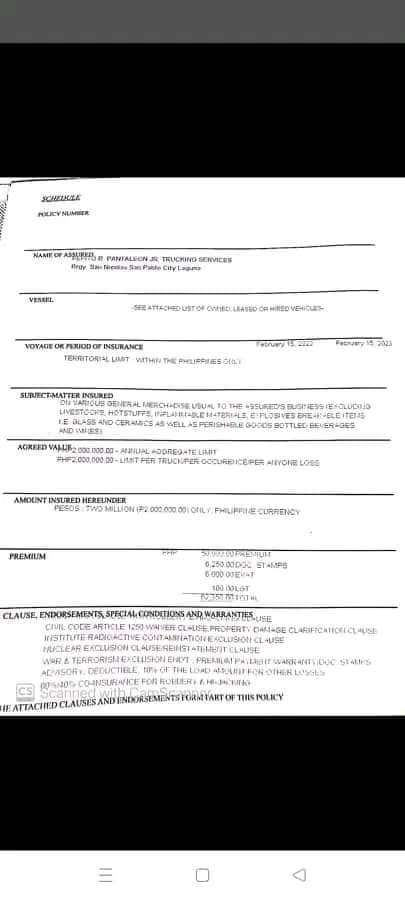 SCHEDULE
POLICY NUMBER
NAME OF ASSURED
R. PANTALEON JR. TRUCKING SERVICES
Brgy. San Nicolas San Pablo City Laguna
VESSEL
-SEE ATTACHED LIST OF OWNED, LEASED OR HIRED VEHICLES-
VOYAGE OR PERIOD OF INSURANCE
February 15, 2022 February 15, 2023
TERRITORIAL LIMIT WITHIN THE PHILIPPINES ONLY
SUBJECT-MATTER INSURED
ON VARIOUS GENERAL MERCHANDISE USUAL TO THE ASSURED'S BUSINESS (EXCLUDING
LIVESTOCKS, HOTSTUFFS, INFLAMMABLE MATERIALS, EXPLOSIVES BREAKABLE ITEMS
I.E. GLASS AND CERAMICS AS WELL AS PERISHABLE GOODS BOTTLED BEVERAGES
AND WINES)
AGREED VALUE
PHP2,000,000.00 - ANNUAL AGGREGATE LIMIT
PHP2,000,000.00 - LIMIT PER TRUCK/PER OCCURENCE/PER ANYONE LOSS
AMOUNT INSURED HEREUNDER
PESOS : TWO MILLION (P2,000,000.00) ONLY, PHILIPPINE CURRENCY
PREMIUM
PHP 50,000.00 PREMIUM
6,250.00 DOC. STAMPS
6,000.00 EVAT
100.00 LGT
62,350.00 TOTAL
CLAUSE, ENDORSEMENTS, SPECIAL CONDITIONS AND WARRANTIES
CIVIL CODE ARTICLE 1250 WAIVER CLAUSE, PROPERTY DAMAGE CLARIFICATION CLAUSE
INSTITUTE RADIOACTIVE CONTAMINATION EXCLUSION CLAUSE
NUCLEAR EXCLUSION CLAUSE/REINSTATEMENT CLAUSE
WAR & TERRORISM EXCLUSION ENDT., PREMIUM PAYMENT WARRANTY/DOC. STAMPS
ADVISORY, DEDUCTIBLE, 10% OF THE LOAD AMOUNT FOR OTHER LOSSES
60%/40% CO-INSURANCE FOR ROBBERY & HI-JACKING
CS Scanned with CamScanner
HE ATTACHED CLAUSES AND ENDORSEMENTS FORM PART OF THIS POLICY